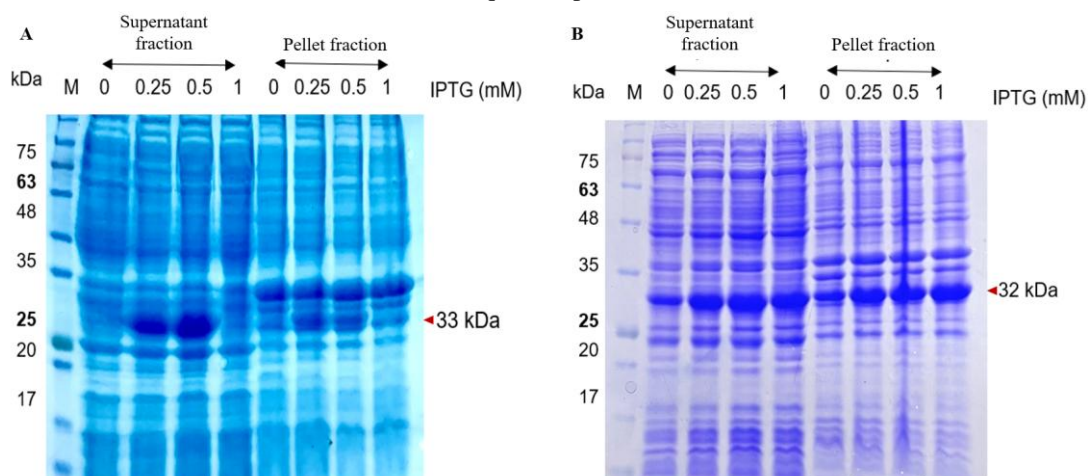 A
Supernatant
fraction
Pellet fraction
kDa
M 0 0.25 0.5 1 0 0.25 0.5 1 IPTG (mM)
75
63
48
35
25
20
17
33 kDa
B
Supernatant
fraction
Pellet fraction
kDa M 0 0.25 0.5 1 0 0.25 0.5 1 IPTG (mM)
75
63
48
35
25
20
17
32 kDa